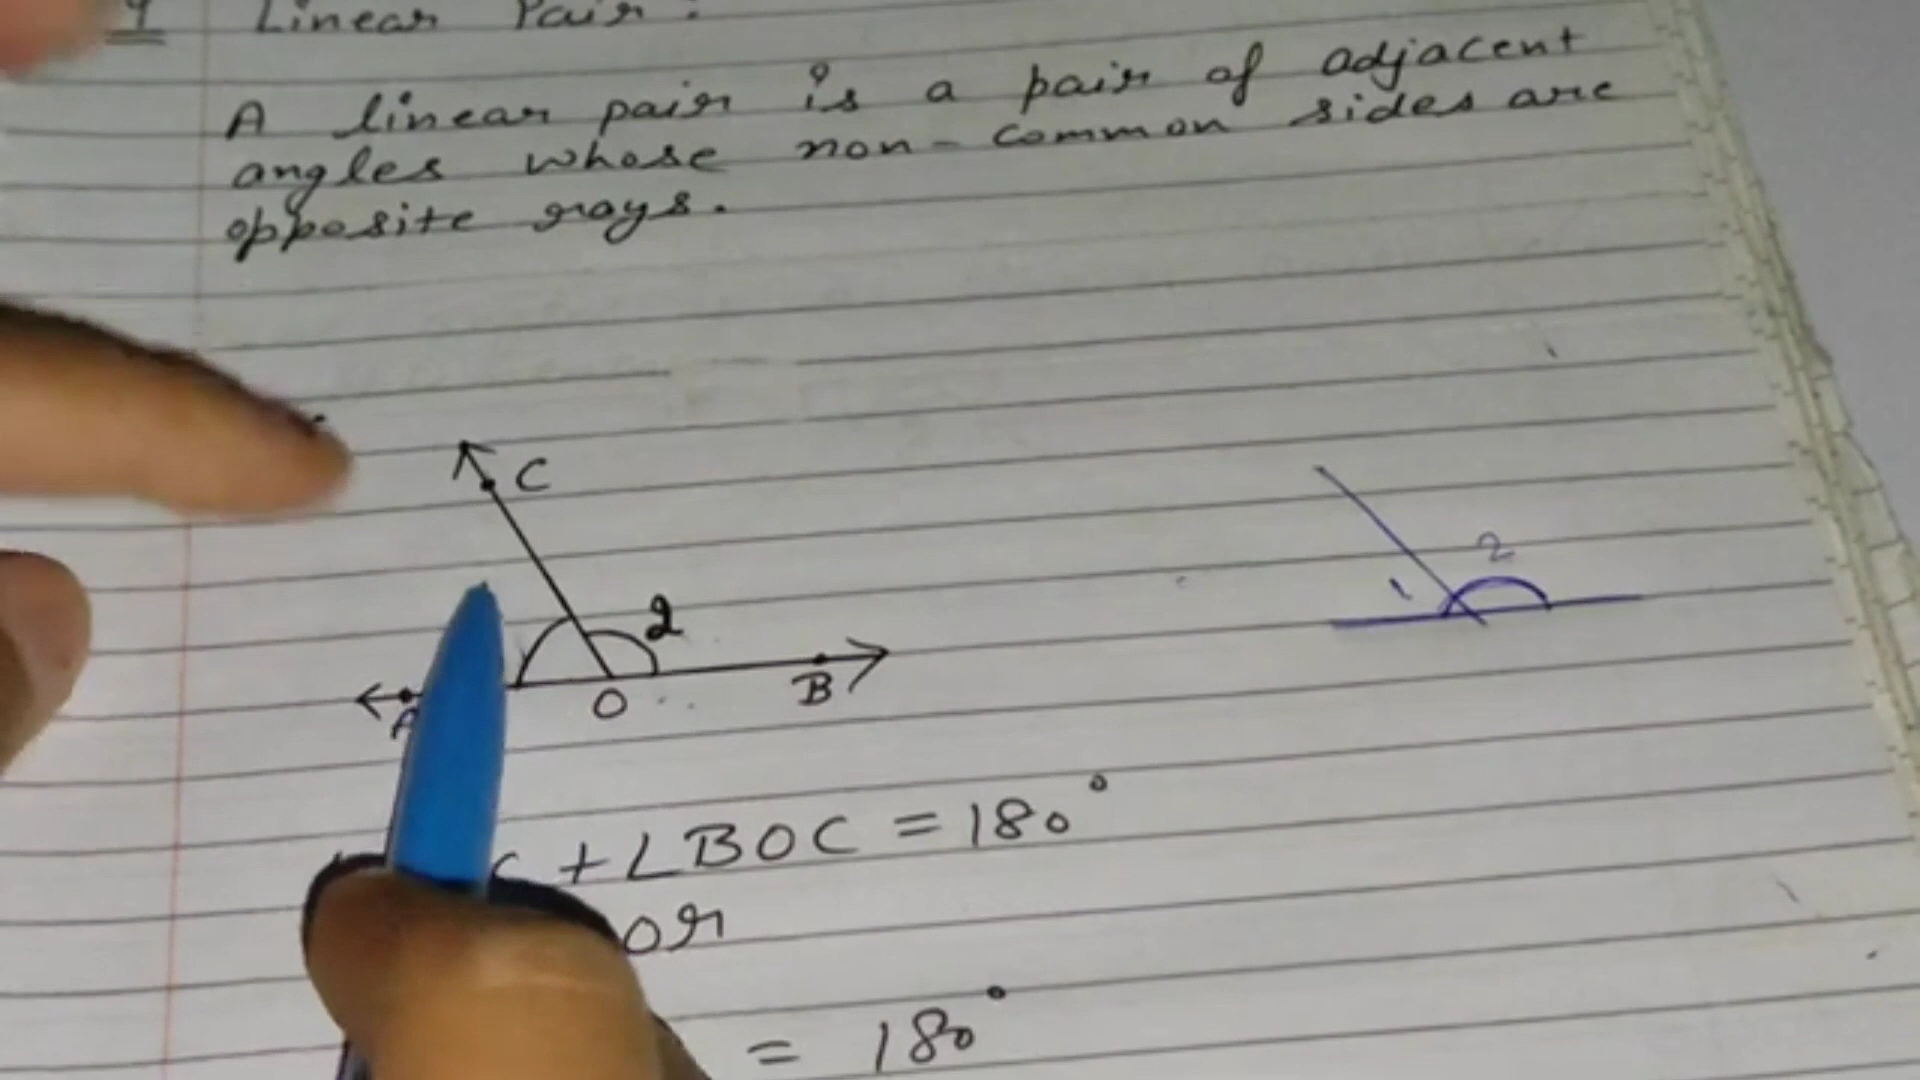 Linear Pair :
A linear pair is a pair of adjacent
angles whose non-common sides are
opposite rays.
C
2
A O B
1 2
C + ∠BOC = 180°
or
= 180°